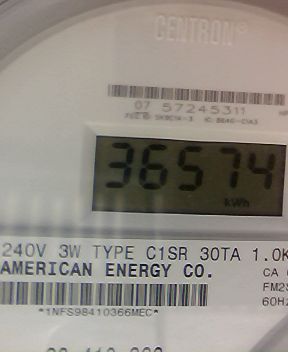 CENTRON®
07 57245311
36574
kWh
240V 3W TYPE C1SR 30TA 1.0K
AMERICAN ENERGY CO.
CA
FM2S
60Hz
*1NFS98410366MEC*